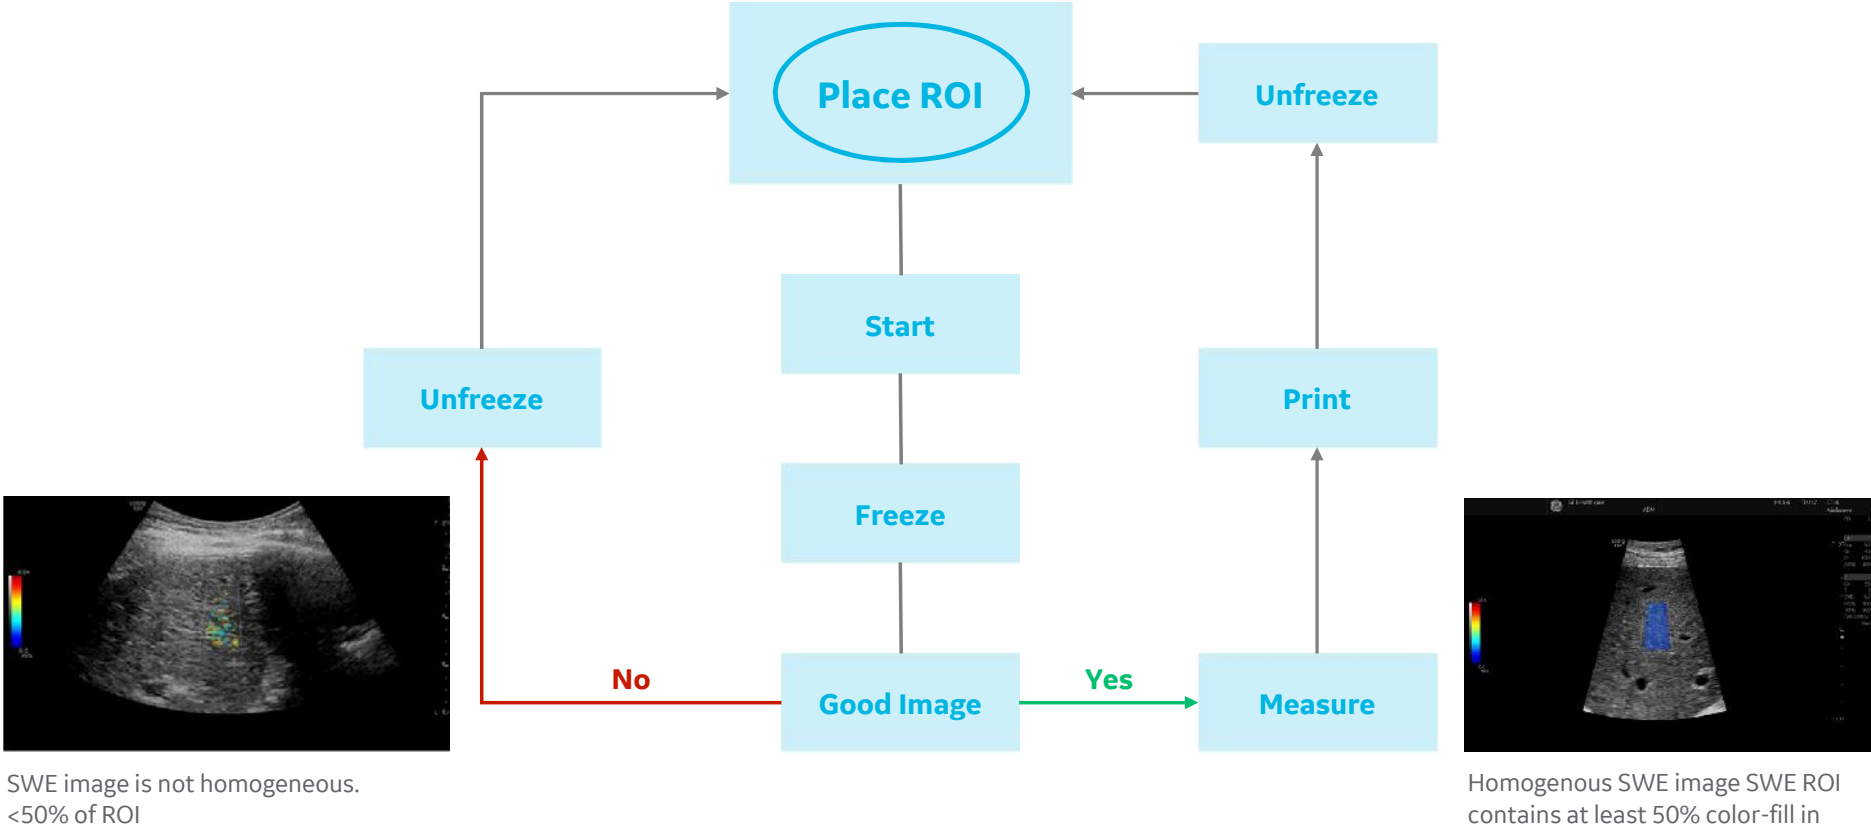 Place ROI
Unfreeze
Start
Unfreeze
Print
Freeze
No
Yes
Good Image
Measure
SWE image is not homogeneous.
<50% of ROI
Homogenous SWE image SWE ROI
contains at least 50% color-fill in